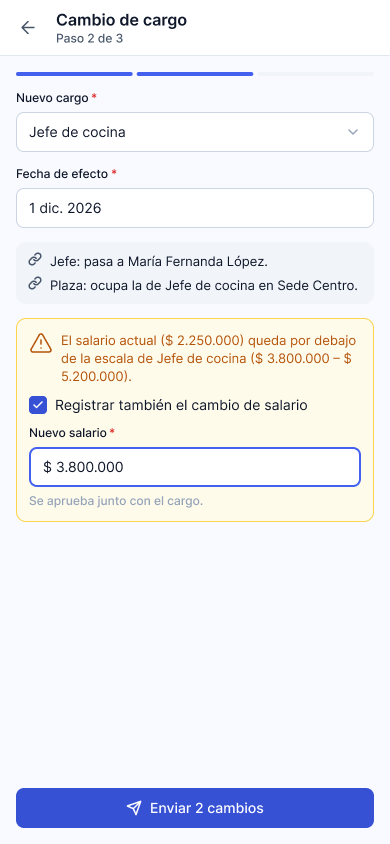 Cambio de cargo
Paso 2 de 3
Nuevo cargo *
Jefe de cocina
Fecha de efecto *
1 dic. 2026
Jefe: pasa a María Fernanda López.
Plaza: ocupa la de Jefe de cocina en Sede Centro.
El salario actual ($ 2.250.000) queda por debajo
de la escala de Jefe de cocina ($ 3.800.000 – $
5.200.000).
Registrar también el cambio de salario
Nuevo salario *
$ 3.800.000
Se aprueba junto con el cargo.
Enviar 2 cambios